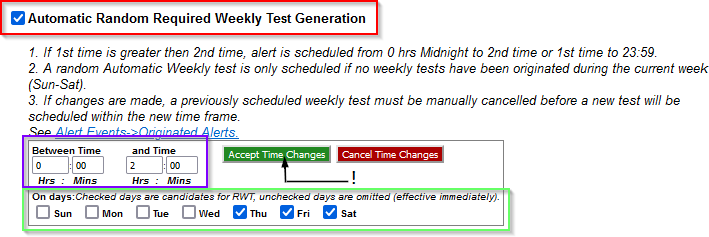 Automatic Random Required Weekly Test Generation
1. If 1st time is greater then 2nd time, alert is scheduled from 0 hrs Midnight to 2nd time or 1st time to 23:59.
2. A random Automatic Weekly test is only scheduled if no weekly tests have been originated during the current week
(Sun-Sat).
3. If changes are made, a previously scheduled weekly test must be manually cancelled before a new test will be
scheduled within the new time frame.
See Alert Events->Originated Alerts.
Between Time and Time
0 : 00 2 : 00 Accept Time Changes Cancel Time Changes
Hrs : Mins Hrs : Mins !
On days:Checked days are candidates for RWT, unchecked days are omitted (effective immediately).
Sun Mon Tue Wed Thu Fri Sat